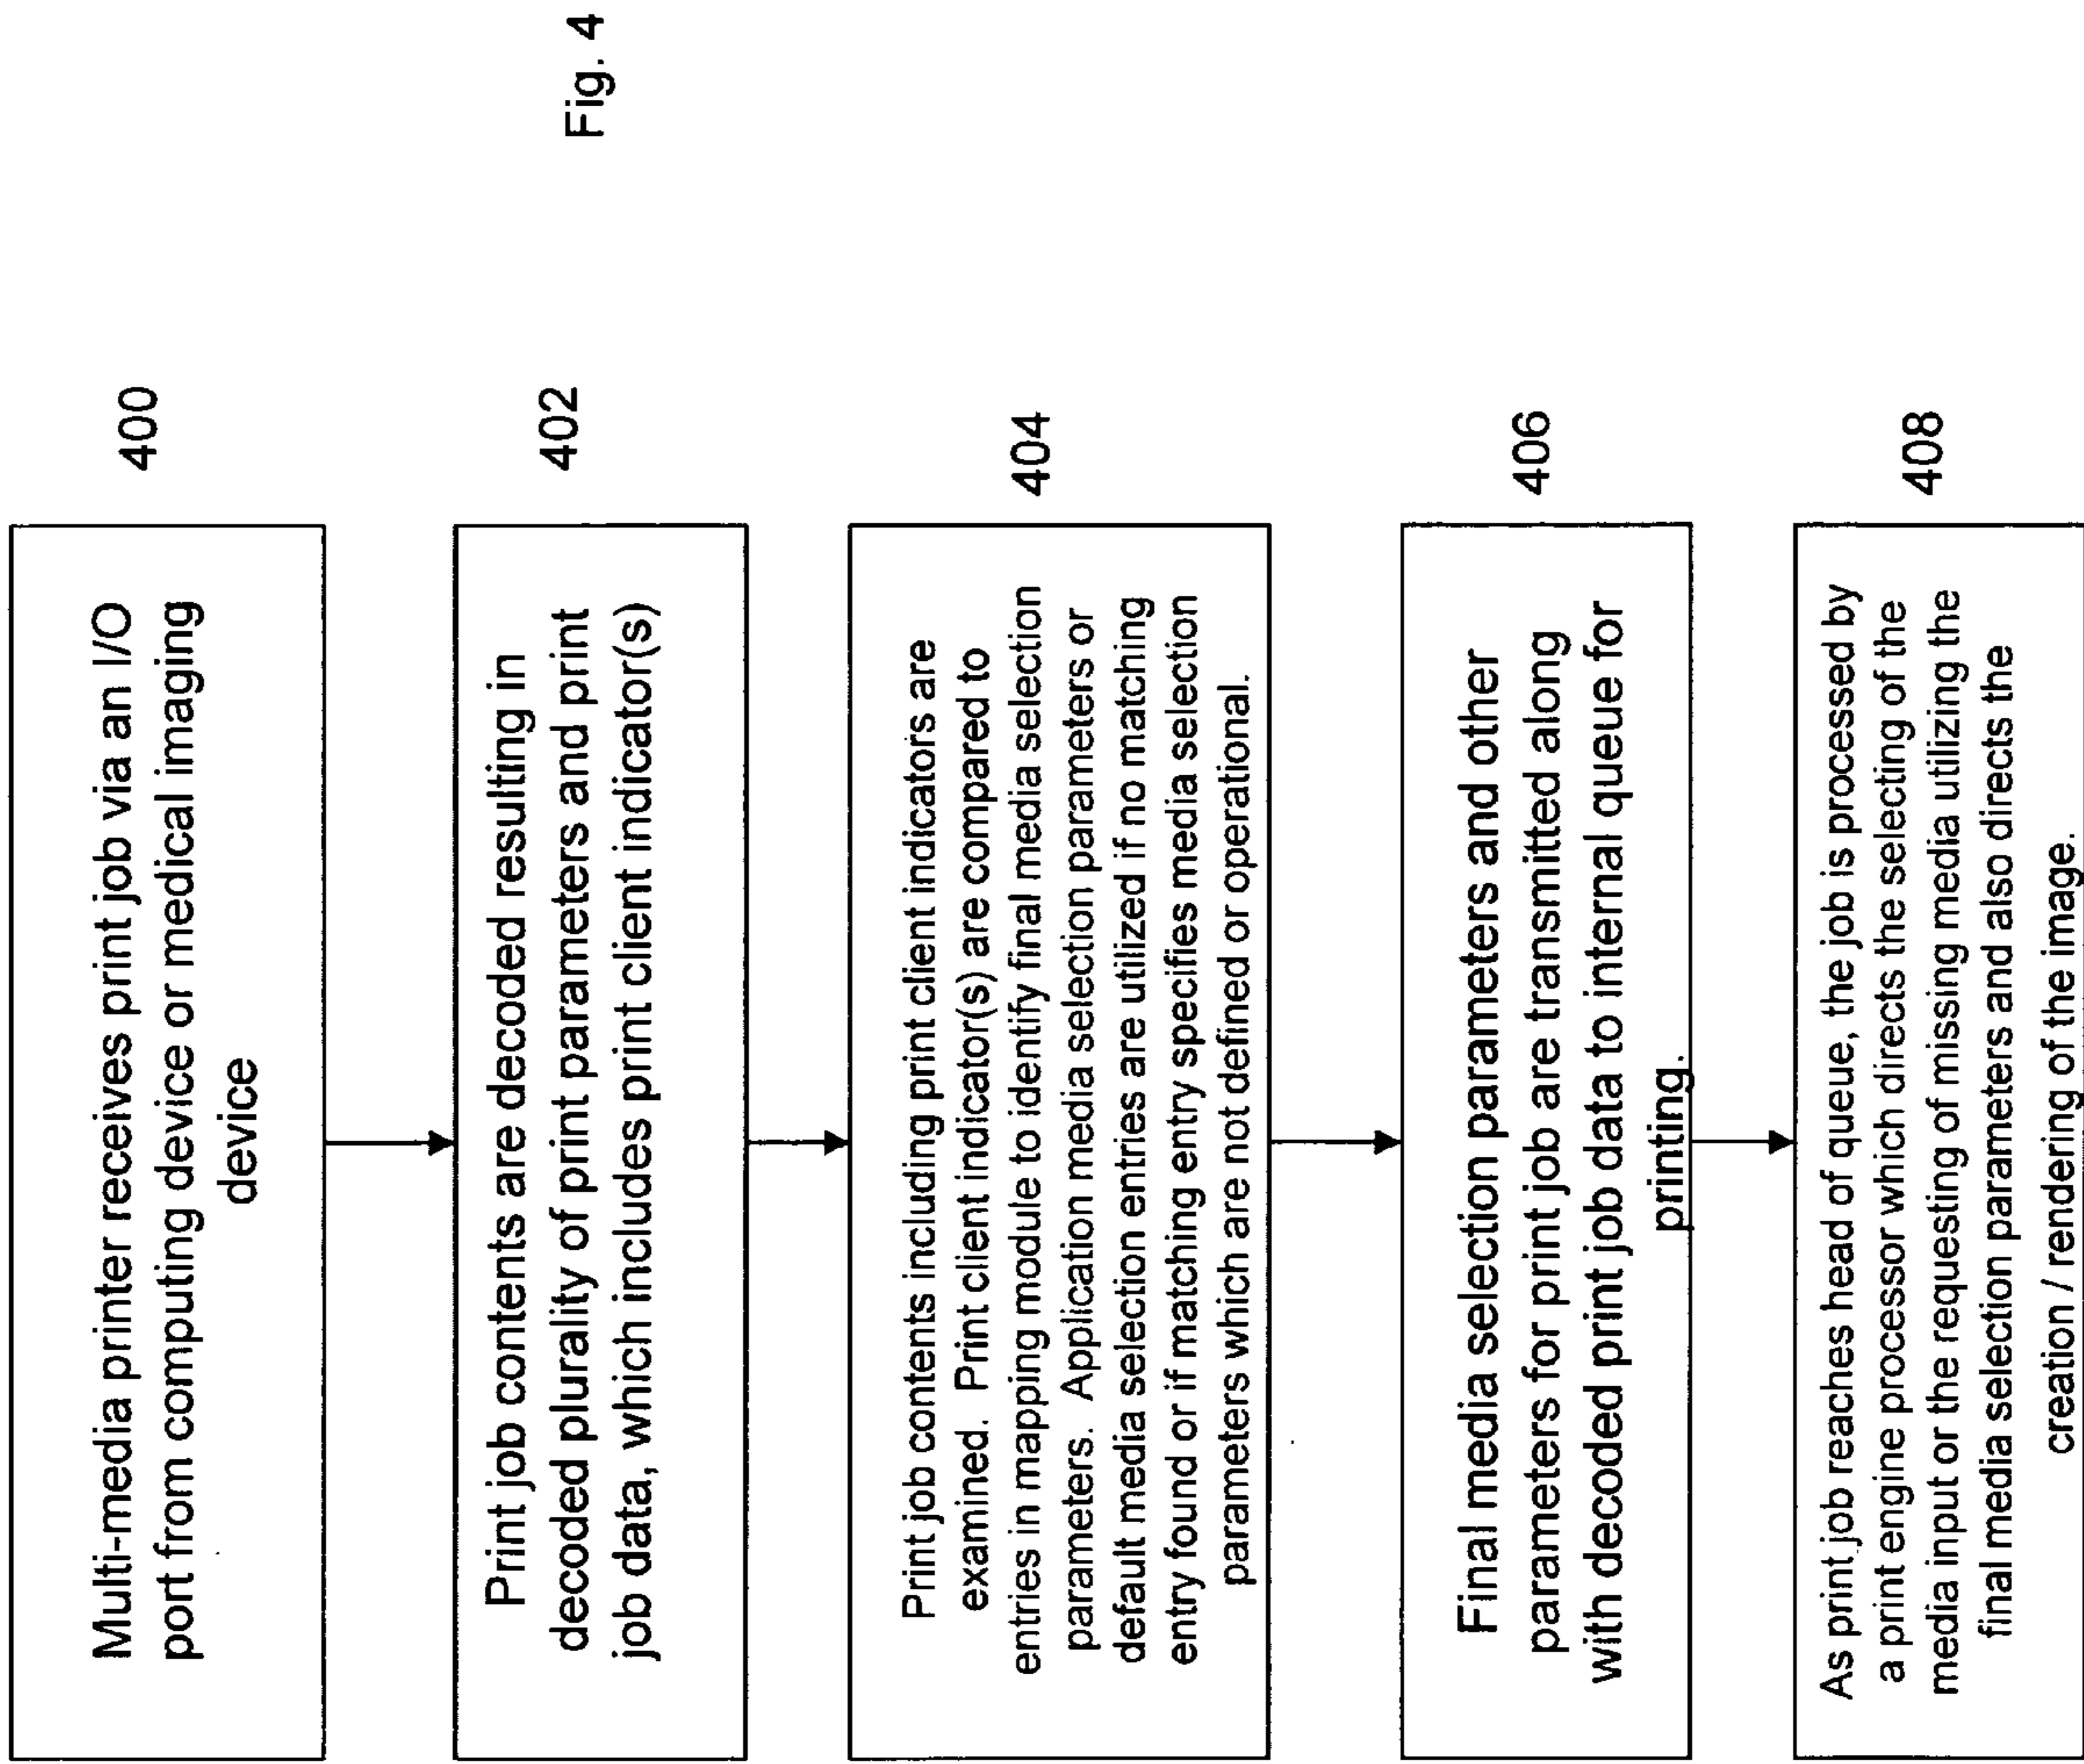 Multi-media printer receives print job via an I/O
port from computing device or medical imaging
device
400
Print job contents are decoded resulting in
decoded plurality of print parameters and print
job data, which includes print client indicator(s)
402
Fig. 4
Print job contents including print client indicators are
examined. Print client indicator(s) are compared to
entries in mapping module to identify final media selection
parameters. Application media selection parameters or
default media selection entries are utilized if no matching
entry found or if matching entry specifies media selection
parameters which are not defined or operational.
404
Final media selection parameters and other
parameters for print job are transmitted along
with decoded print job data to internal queue for
printing.
406
As print job reaches head of queue, the job is processed by
a print engine processor which directs the selecting of the
media input or the requesting of missing media utilizing the
final media selection parameters and also directs the
creation / rendering of the image.
408